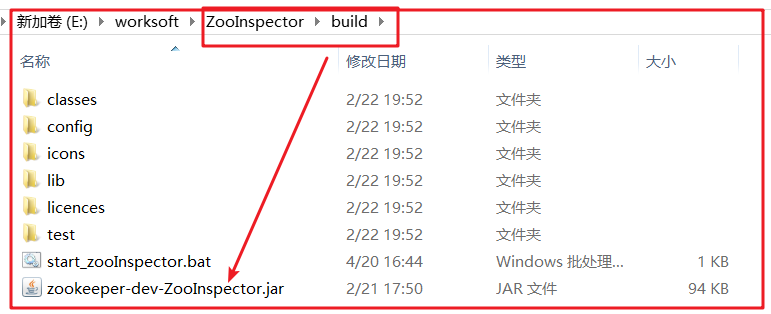 新加卷 (E:) worksoft ZooInspector build
名称 修改日期 类型 大小
classes 2/22 19:52 文件夹
config 2/22 19:52 文件夹
icons 2/22 19:52 文件夹
lib 2/22 19:52 文件夹
licences 2/22 19:52 文件夹
test 2/22 19:52 文件夹
start_zooInspector.bat 4/20 16:44 Windows 批处理... 1 KB
zookeeper-dev-ZooInspector.jar 2/21 17:50 JAR 文件 94 KB